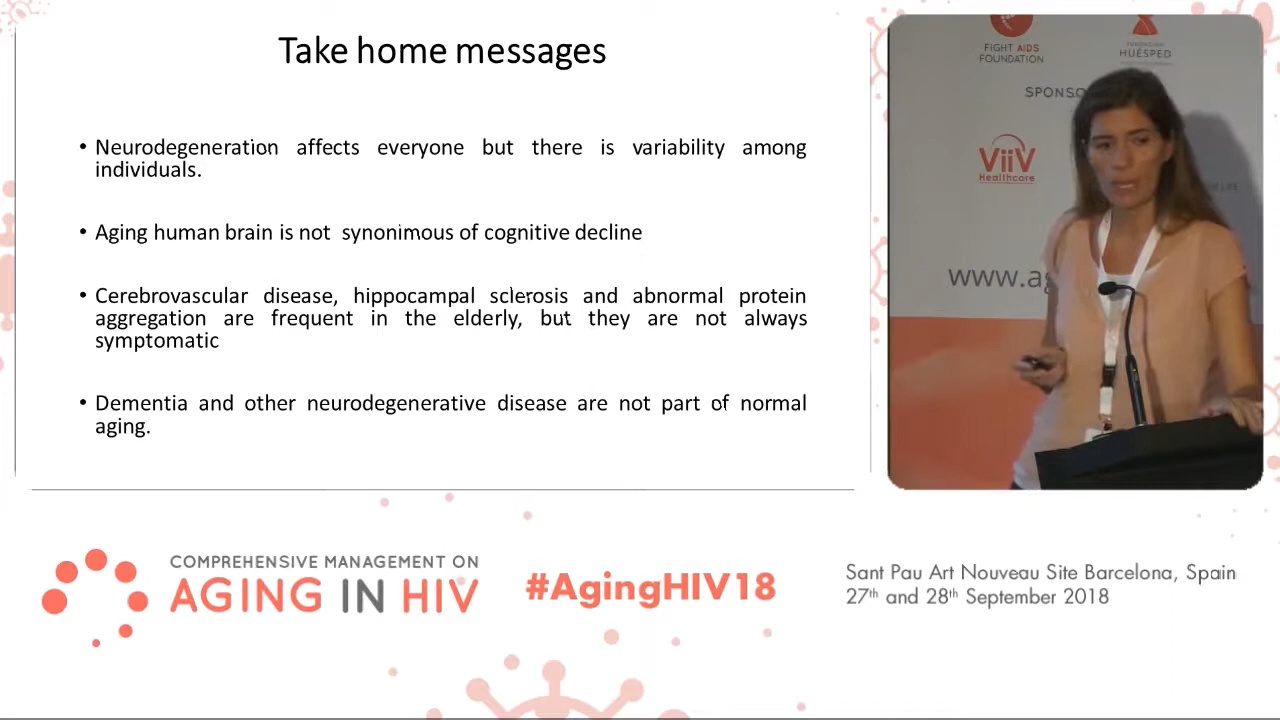 Take home messages
• Neurodegeneration affects everyone but there is variability among
individuals.
• Aging human brain is not synonimous of cognitive decline
• Cerebrovascular disease, hippocampal sclerosis and abnormal protein
aggregation are frequent in the elderly, but they are not always
symptomatic
• Dementia and other neurodegenerative disease are not part of normal
aging.
FIGHT AIDS
FOUNDATION
HUÉSPED
SPONSO
ViiV
Healthcare
www.ag
COMPREHENSIVE MANAGEMENT ON
AGING IN HIV
#AgingHIV18
Sant Pau Art Nouveau Site Barcelona, Spain
27th and 28th September 2018